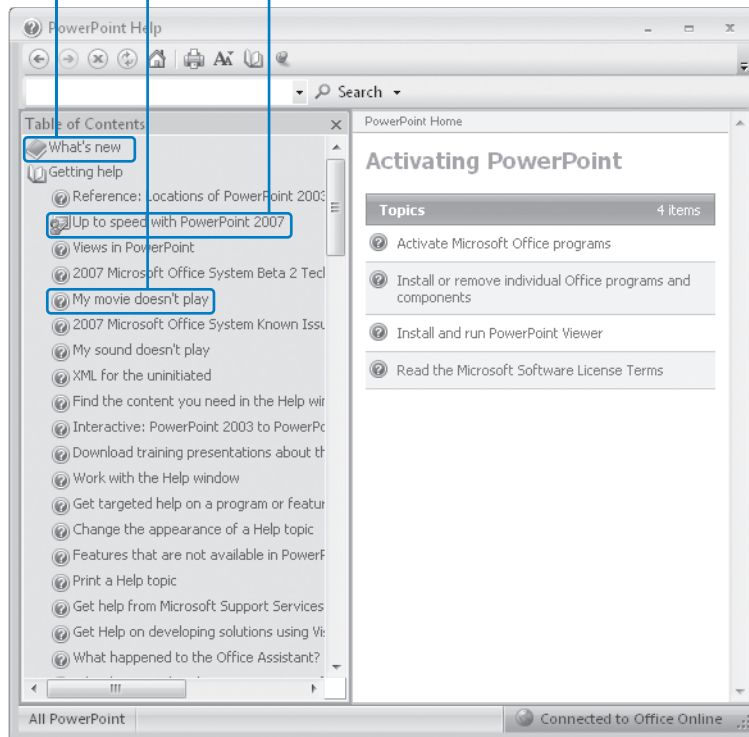 PowerPoint Help
Search
Table of Contents
What's new
Getting help
Reference: Locations of PowerPoint 2003
Up to speed with PowerPoint 2007
Views in PowerPoint
2007 Microsoft Office System Beta 2 Tech
My movie doesn't play
2007 Microsoft Office System Known Issu
My sound doesn't play
XML for the uninitiated
Find the content you need in the Help win
Interactive: PowerPoint 2003 to PowerPo
Download training presentations about th
Work with the Help window
Get targeted help on a program or featur
Change the appearance of a Help topic
Features that are not available in PowerP
Print a Help topic
Get help from Microsoft Support Services
Get Help on developing solutions using Vis
What happened to the Office Assistant?
PowerPoint Home
Activating PowerPoint
Topics 4 items
Activate Microsoft Office programs
Install or remove individual Office programs and
components
Install and run PowerPoint Viewer
Read the Microsoft Software License Terms
All PowerPoint
Connected to Office Online